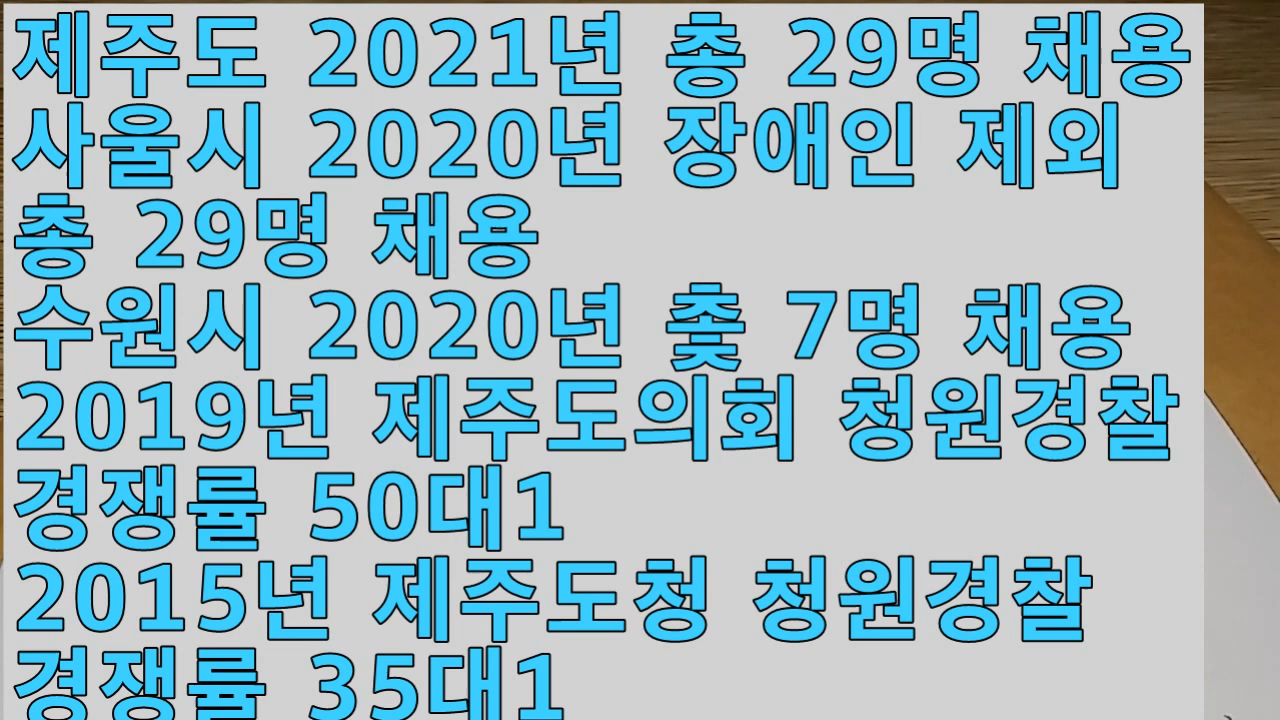 제주도 2021년 총 29명 채용
사울시 2020년 장애인 제외
총 29명 채용
수원시 2020년 춫 7명 채용
2019년 제주도의회 청원경찰
경쟁률 50대1
2015년 제주도청 청원경찰
경쟁률 35대1